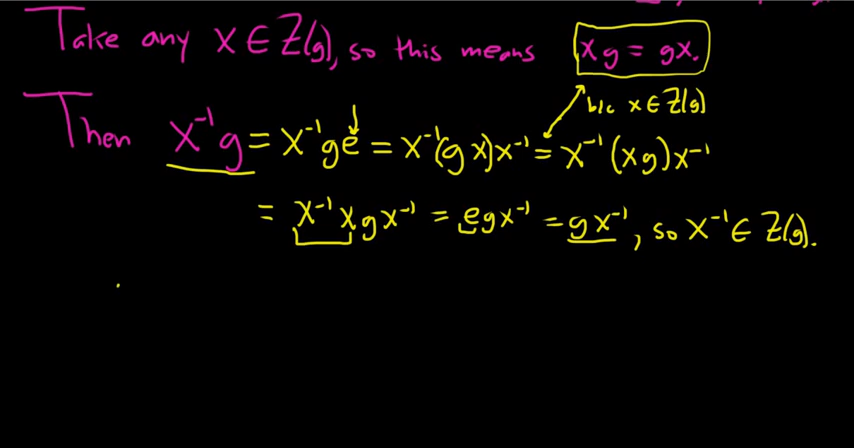 Take any x ∈ Z(g), so this means xg = gx.
b/c x ∈ Z(g)
Then x⁻¹g = x⁻¹ge = x⁻¹(gx)x⁻¹ = x⁻¹(xg)x⁻¹
= x⁻¹xgx⁻¹ = egx⁻¹ = gx⁻¹, so x⁻¹ ∈ Z(g).